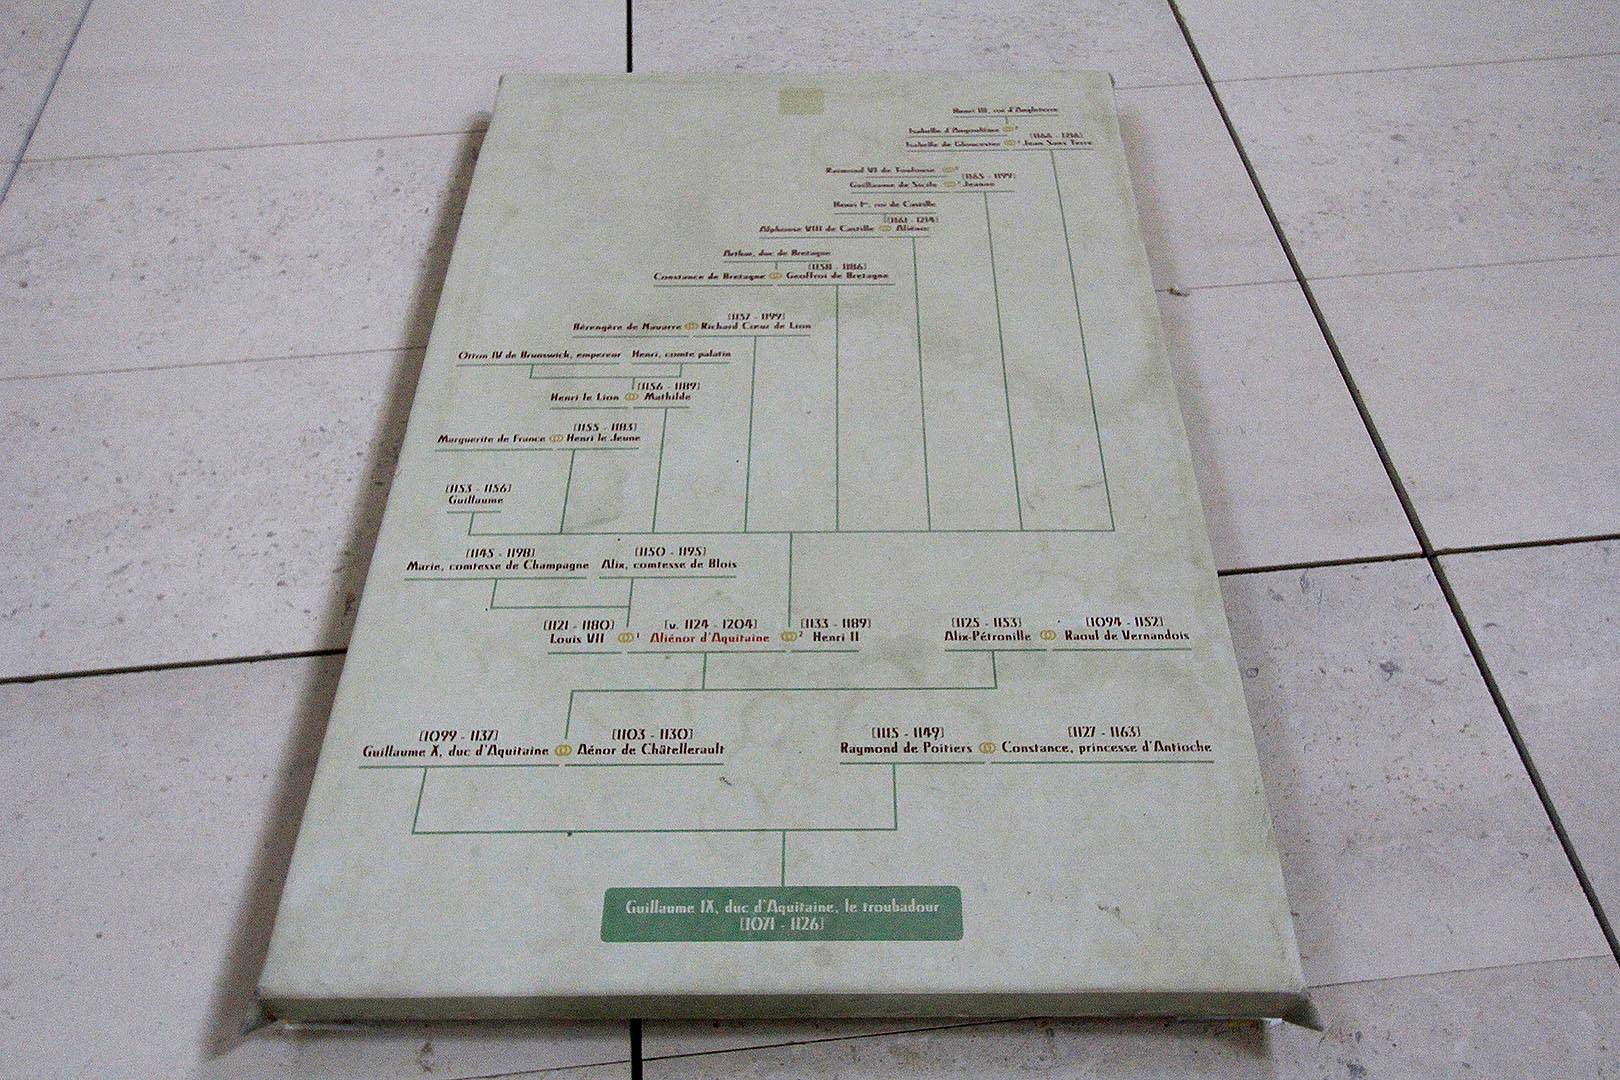 Henri III, roi d'Angleterre
Isabelle d'Angoulême 2
[1166 - 1216]
Isabelle de Gloucester 1 Jean Sans Terre
Raymond VI de Toulouse 2
[1165 - 1199]
Guillaume de Sicile 1 Jeanne
Henri Ier, roi de Castille
[1161 - 1214]
Alphonse VIII de Castille Aliénor
Arthur, duc de Bretagne
[1158 - 1186]
Constance de Bretagne Geoffroi de Bretagne
[1157 - 1199]
Bérengère de Navarre Richard Cœur de Lion
Otton IV de Brunswick, empereur Henri, comte palatin
[1156 - 1189]
Henri le Lion Mathilde
[1155 - 1183]
Marguerite de France Henri le Jeune
[1153 - 1156]
Guillaume
[1145 - 1198] [1150 - 1195]
Marie, comtesse de Champagne Alix, comtesse de Blois
[1121 - 1180] [v. 1124 - 1204] [1133 - 1189] [1125 - 1153] [1094 - 1152]
Louis VII 1 Aliénor d'Aquitaine 2 Henri II Alix-Pétronille Raoul de Vernandois
[1099 - 1137] [1103 - 1130] [1115 - 1149] [1127 - 1163]
Guillaume X, duc d'Aquitaine Aénor de Châtellerault Raymond de Poitiers Constance, princesse d'Antioche
Guillaume IX, duc d'Aquitaine, le troubadour
[1071 - 1126]